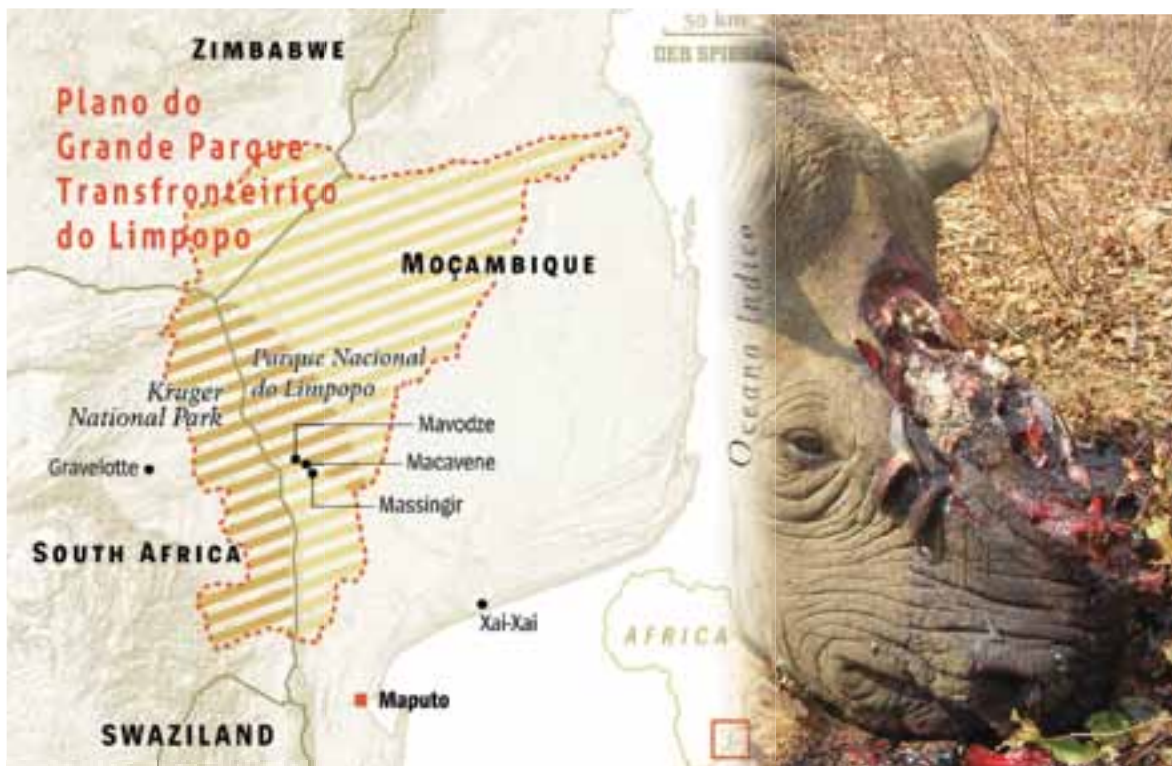 ZIMBABWE
50 km
DER SPIEGEL
Plano do
Grande Parque
Transfronteiriço
do Limpopo
MOÇAMBIQUE
Oceano Índico
Parque Nacional
do Limpopo
Kruger
National Park
Mavodze
Gravelotte
Macavene
Massingir
SOUTH AFRICA
Xai-Xai
AFRICA
Maputo
SWAZILAND